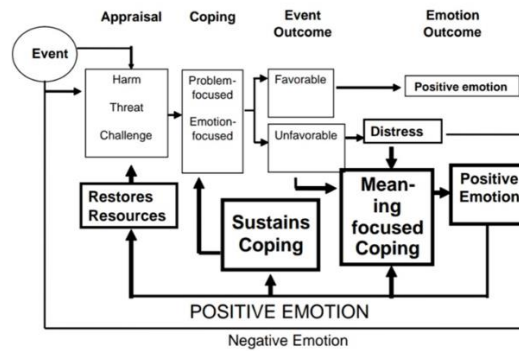 Appraisal
Coping
Event
Outcome
Emotion
Outcome
Event
Harm
Threat
Challenge
Problem-
focused
Emotion-
focused
Favorable
Positive emotion
Unfavorable
Distress
Restores
Resources
Sustains
Coping
Mean-
ing
focused
Coping
Positive
Emotion
POSITIVE EMOTION
Negative Emotion